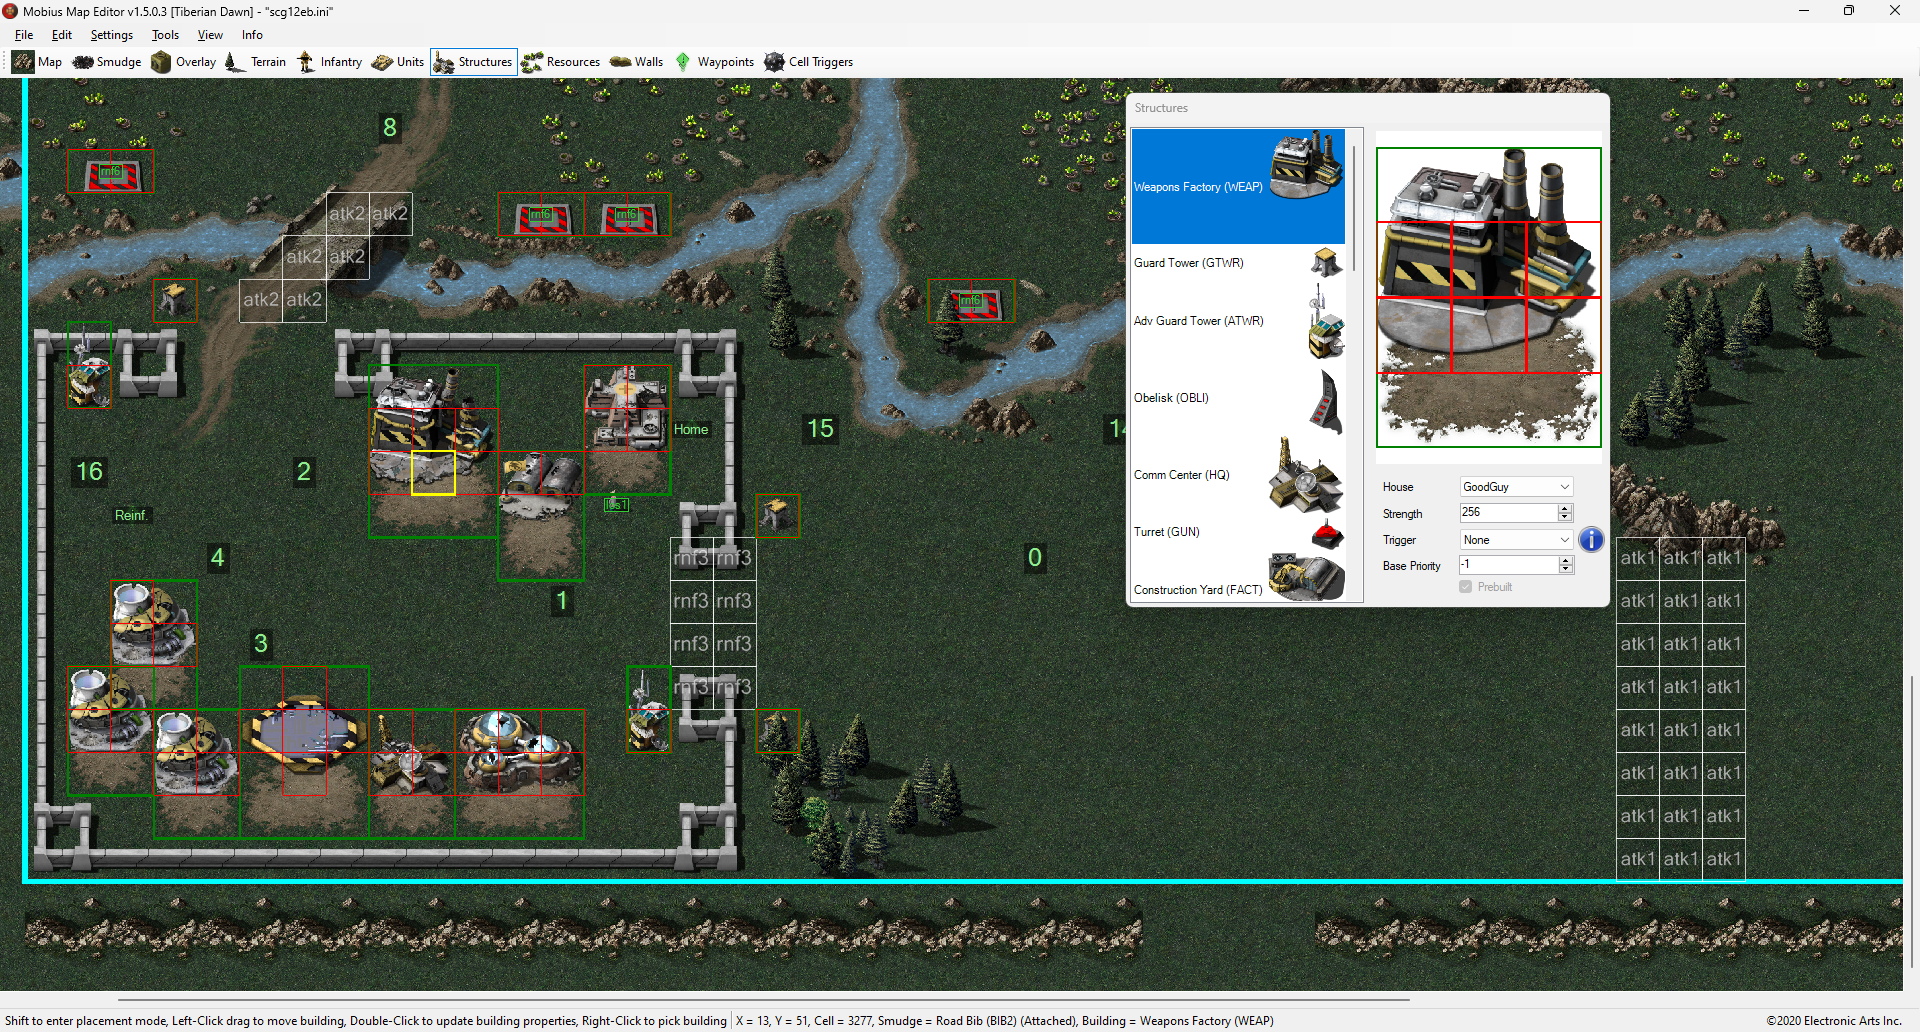 Mobius Map Editor v1.5.0.3 [Tiberian Dawn] - "scg12eb.ini"
File Edit Settings Tools View Info
Map Smudge Overlay Terrain Infantry Units Structures Resources Walls Waypoints Cell Triggers
8
rnf6
atk2 atk2
rnf6 rnf6
atk2 atk2
atk2 atk2
rnf6
Home
15
16
2
Reinf.
4
rnf3 rnf3
0
1
rnf3 rnf3
3
rnf3 rnf3
rnf3 rnf3
Structures
Weapons Factory (WEAP)
Guard Tower (GTWR)
Adv Guard Tower (ATWR)
Obelisk (OBLI)
Comm Center (HQ)
Turret (GUN)
Construction Yard (FACT)
House GoodGuy
Strength 256
Trigger None
Base Priority -1
Prebuilt
atk1 atk1 atk1
atk1 atk1 atk1
atk1 atk1 atk1
atk1 atk1 atk1
atk1 atk1 atk1
atk1 atk1 atk1
atk1 atk1 atk1
atk1 atk1 atk1
Shift to enter placement mode, Left-Click drag to move building, Double-Click to update building properties, Right-Click to pick building X = 13, Y = 51, Cell = 3277, Smudge = Road Bib (BIB2) (Attached), Building = Weapons Factory (WEAP) ©2020 Electronic Arts Inc.